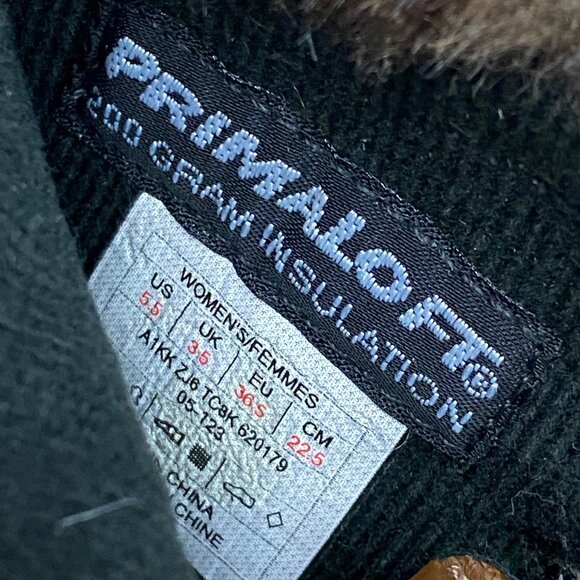 PRIMALOFT®
200 GRAM INSULATION
WOMEN'S/FEMMES
US UK EU CM
5.5 3.5 36.5 22.5
A1KK ZJ6 TC8K 620179
05-123
CHINA
CHINE